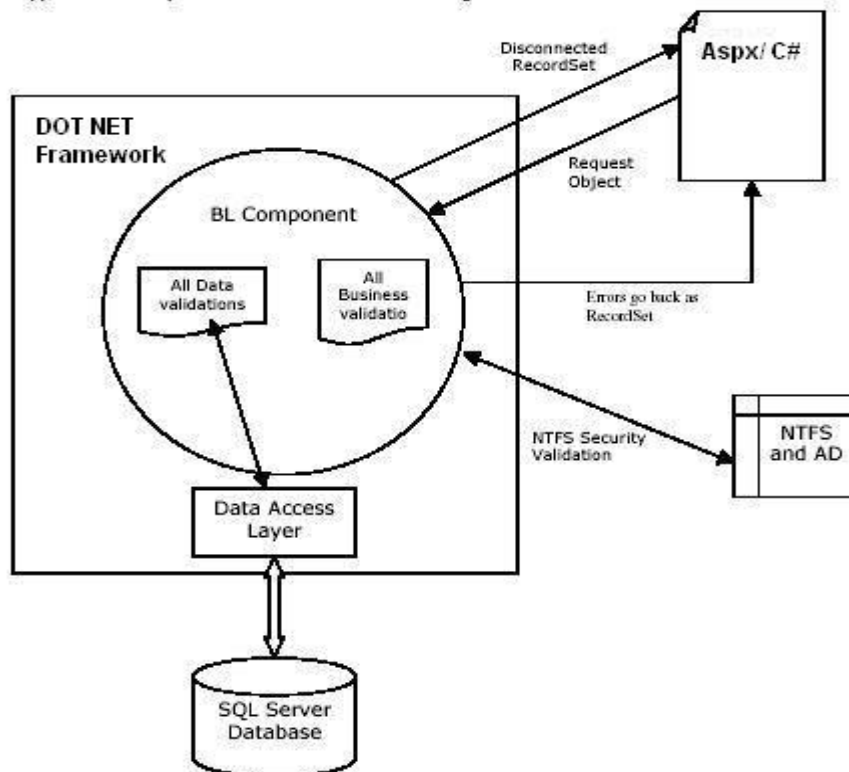 Disconnected
RecordSet
Aspx/ C#
DOT NET
Framework
Request
Object
BL Component
All Data
validations
All
Business
validatio
Errors go back as
RecordSet
NTFS Security
Validation
NTFS
and AD
Data Access
Layer
SQL Server
Database